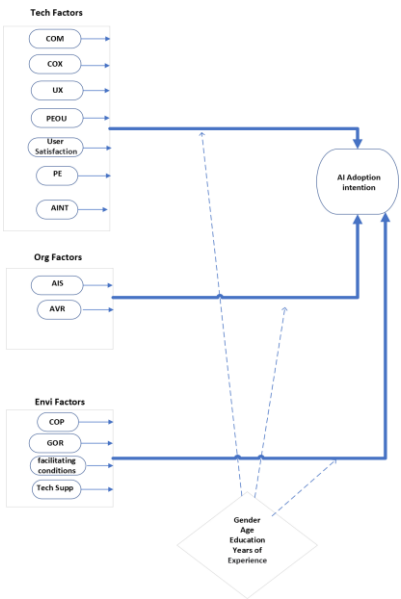 Tech Factors
COM
COX
UX
PEOU
User
Satisfaction
PE
AINT
AI Adoption
intention
Org Factors
AIS
AVR
Envi Factors
COP
GOR
facilitating
conditions
Tech Supp
Gender
Age
Education
Years of
Experience